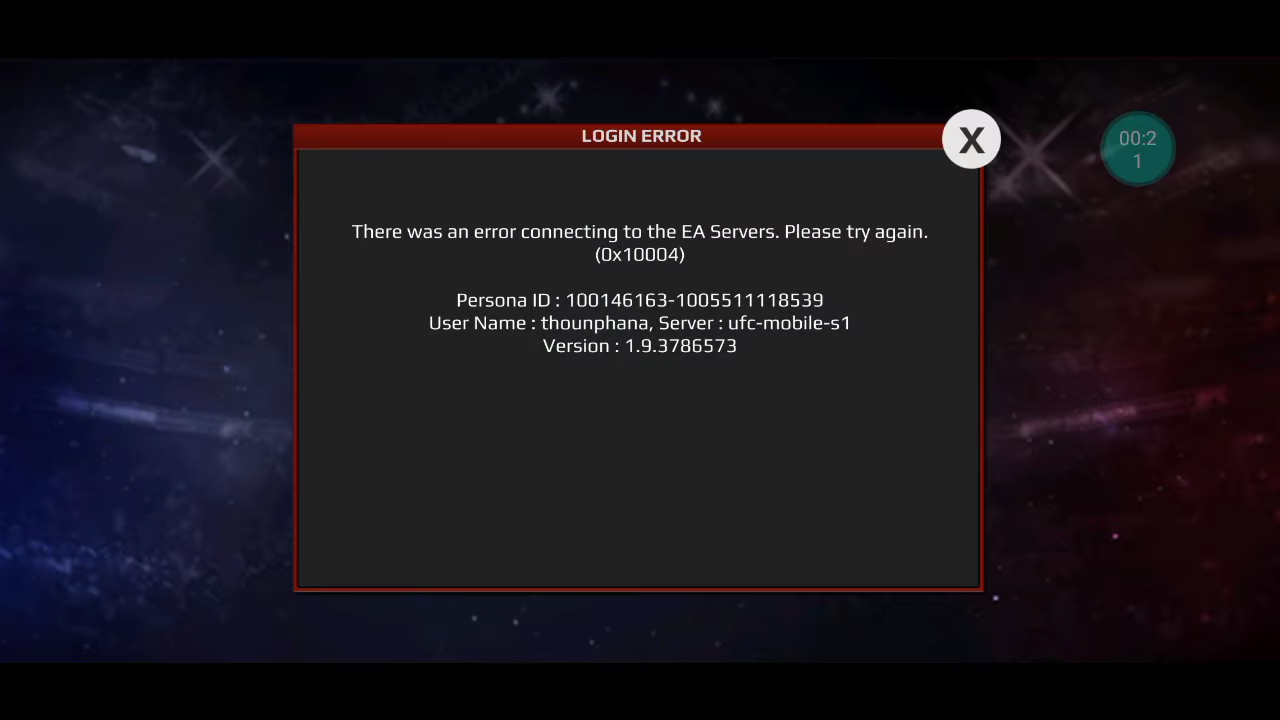 LOGIN ERROR
X
00:2
1
There was an error connecting to the EA Servers. Please try again.
(0x10004)
Persona ID : 100146163-1005511118539
User Name : thounphana, Server : ufc-mobile-s1
Version : 1.9.3786573